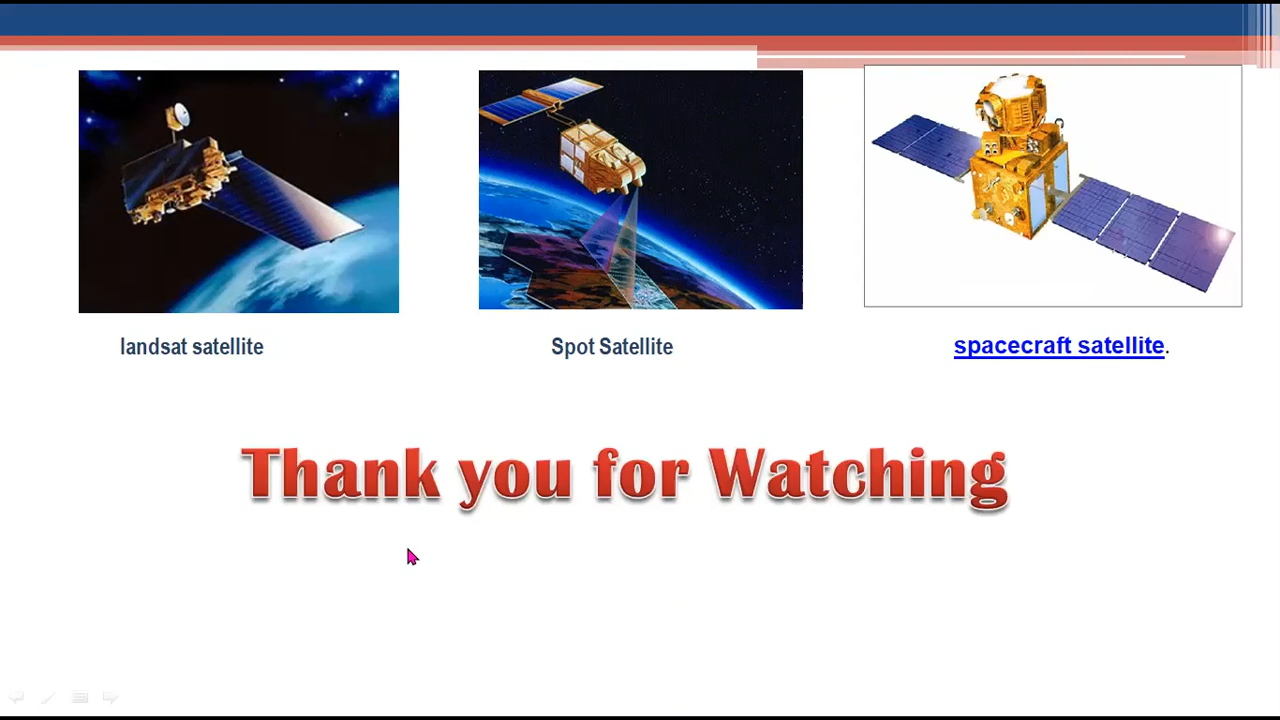 landsat satellite
Spot Satellite
spacecraft satellite.
Thank you for Watching